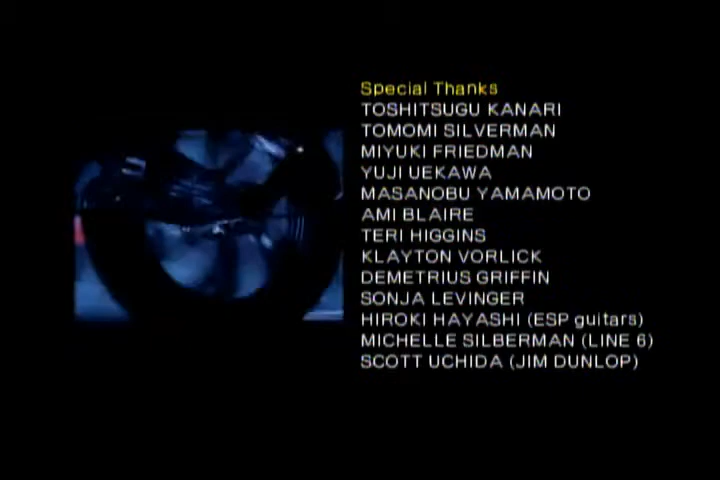 Special Thanks
TOSHITSUGU KANARI
TOMOMI SILVERMAN
MIYUKI FRIEDMAN
YUJI UEKAWA
MASANOBU YAMAMOTO
AMI BLAIRE
TERI HIGGINS
KLAYTON VORLICK
DEMETRIUS GRIFFIN
SONJA LEVINGER
HIROKI HAYASHI (ESP guitars)
MICHELLE SILBERMAN (LINE 6)
SCOTT UCHIDA (JIM DUNLOP)